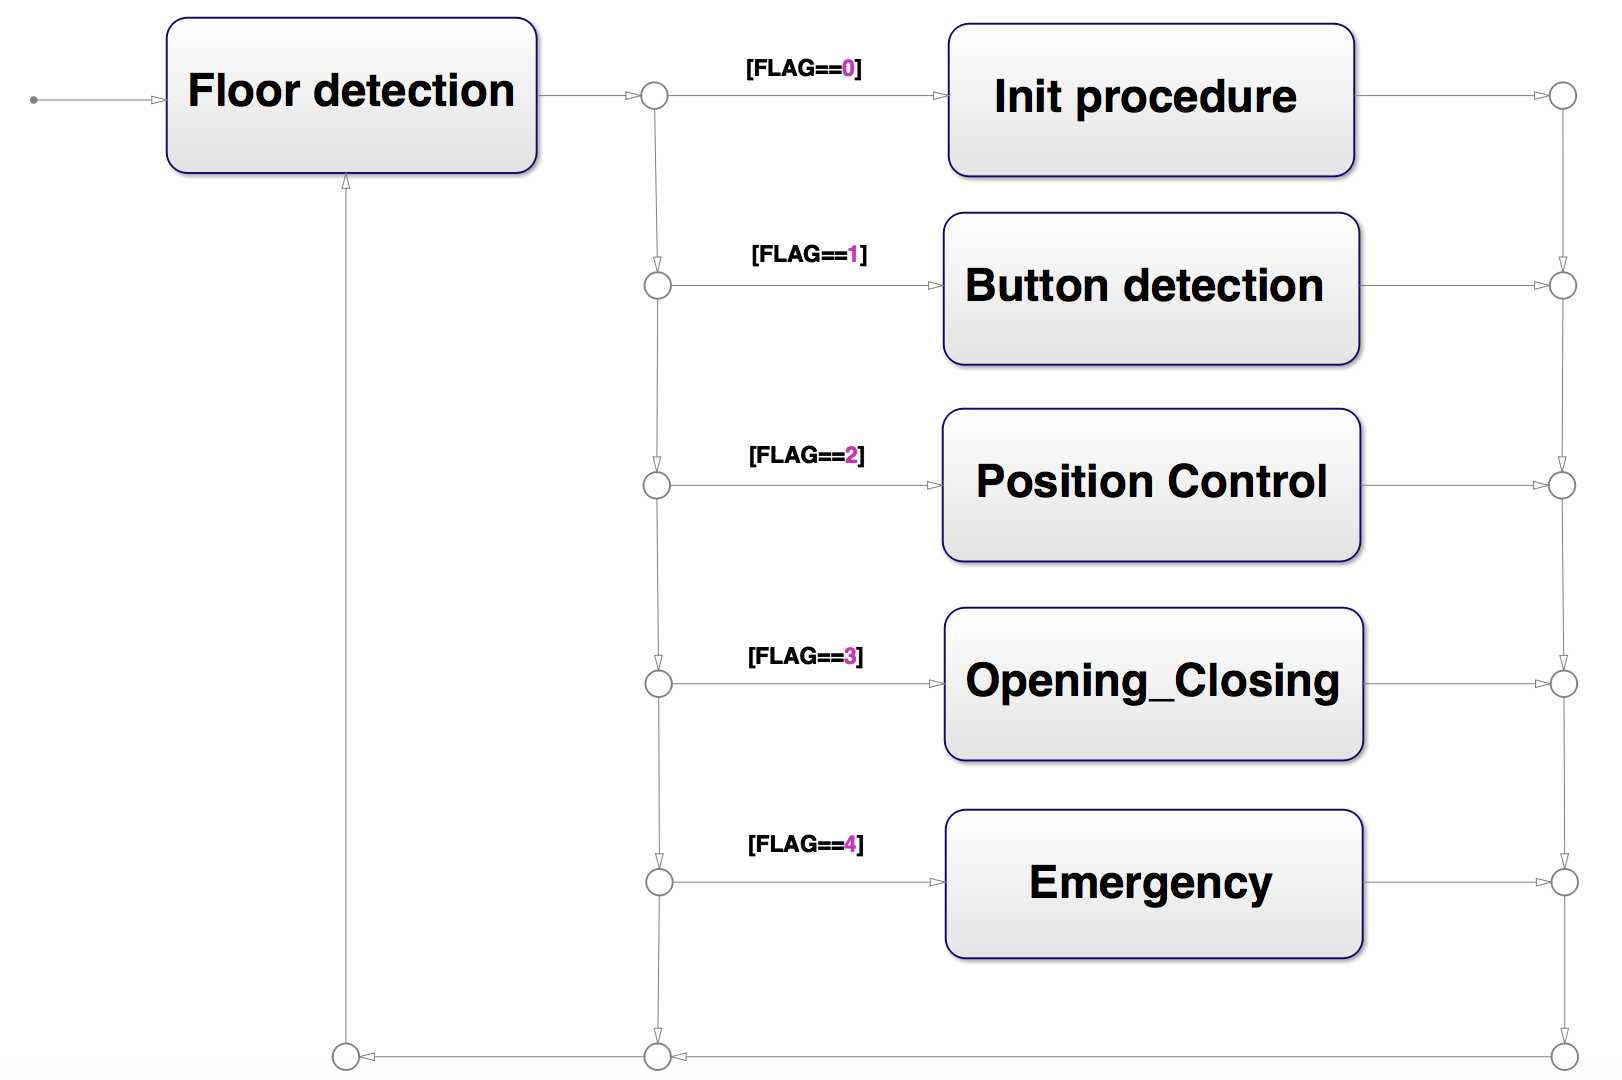 Floor detection
[FLAG==0]
Init procedure
[FLAG==1]
Button detection
[FLAG==2]
Position Control
[FLAG==3]
Opening_Closing
[FLAG==4]
Emergency